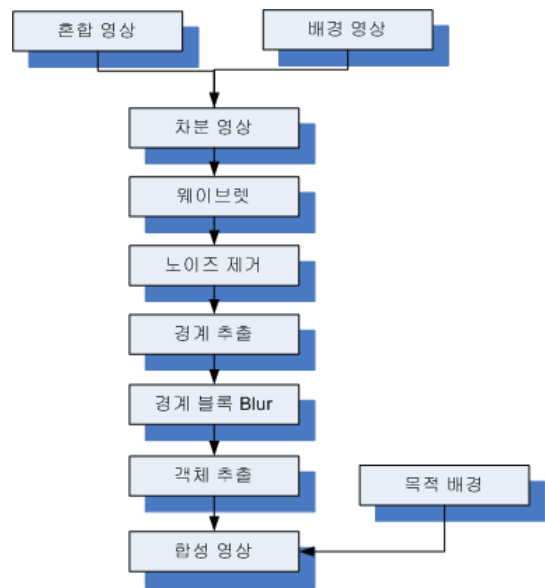 혼합 영상
배경 영상
차분 영상
웨이브렛
노이즈 제거
경계 추출
경계 블록 Blur
객체 추출
목적 배경
합성 영상